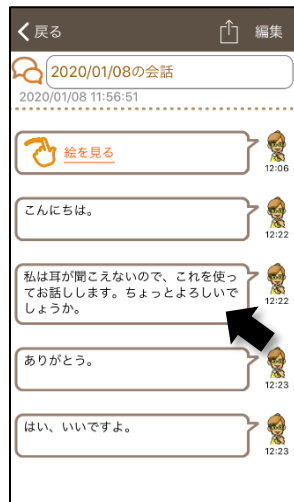 戻る
編集
2020/01/08の会話
2020/01/08 11:56:51
絵を見る
12:06
こんにちは。
12:22
私は耳が聞こえないので、これを使っ
てお話しします。ちょっとよろしいで
しょうか。
12:22
ありがとう。
12:23
はい、いいですよ。
12:23